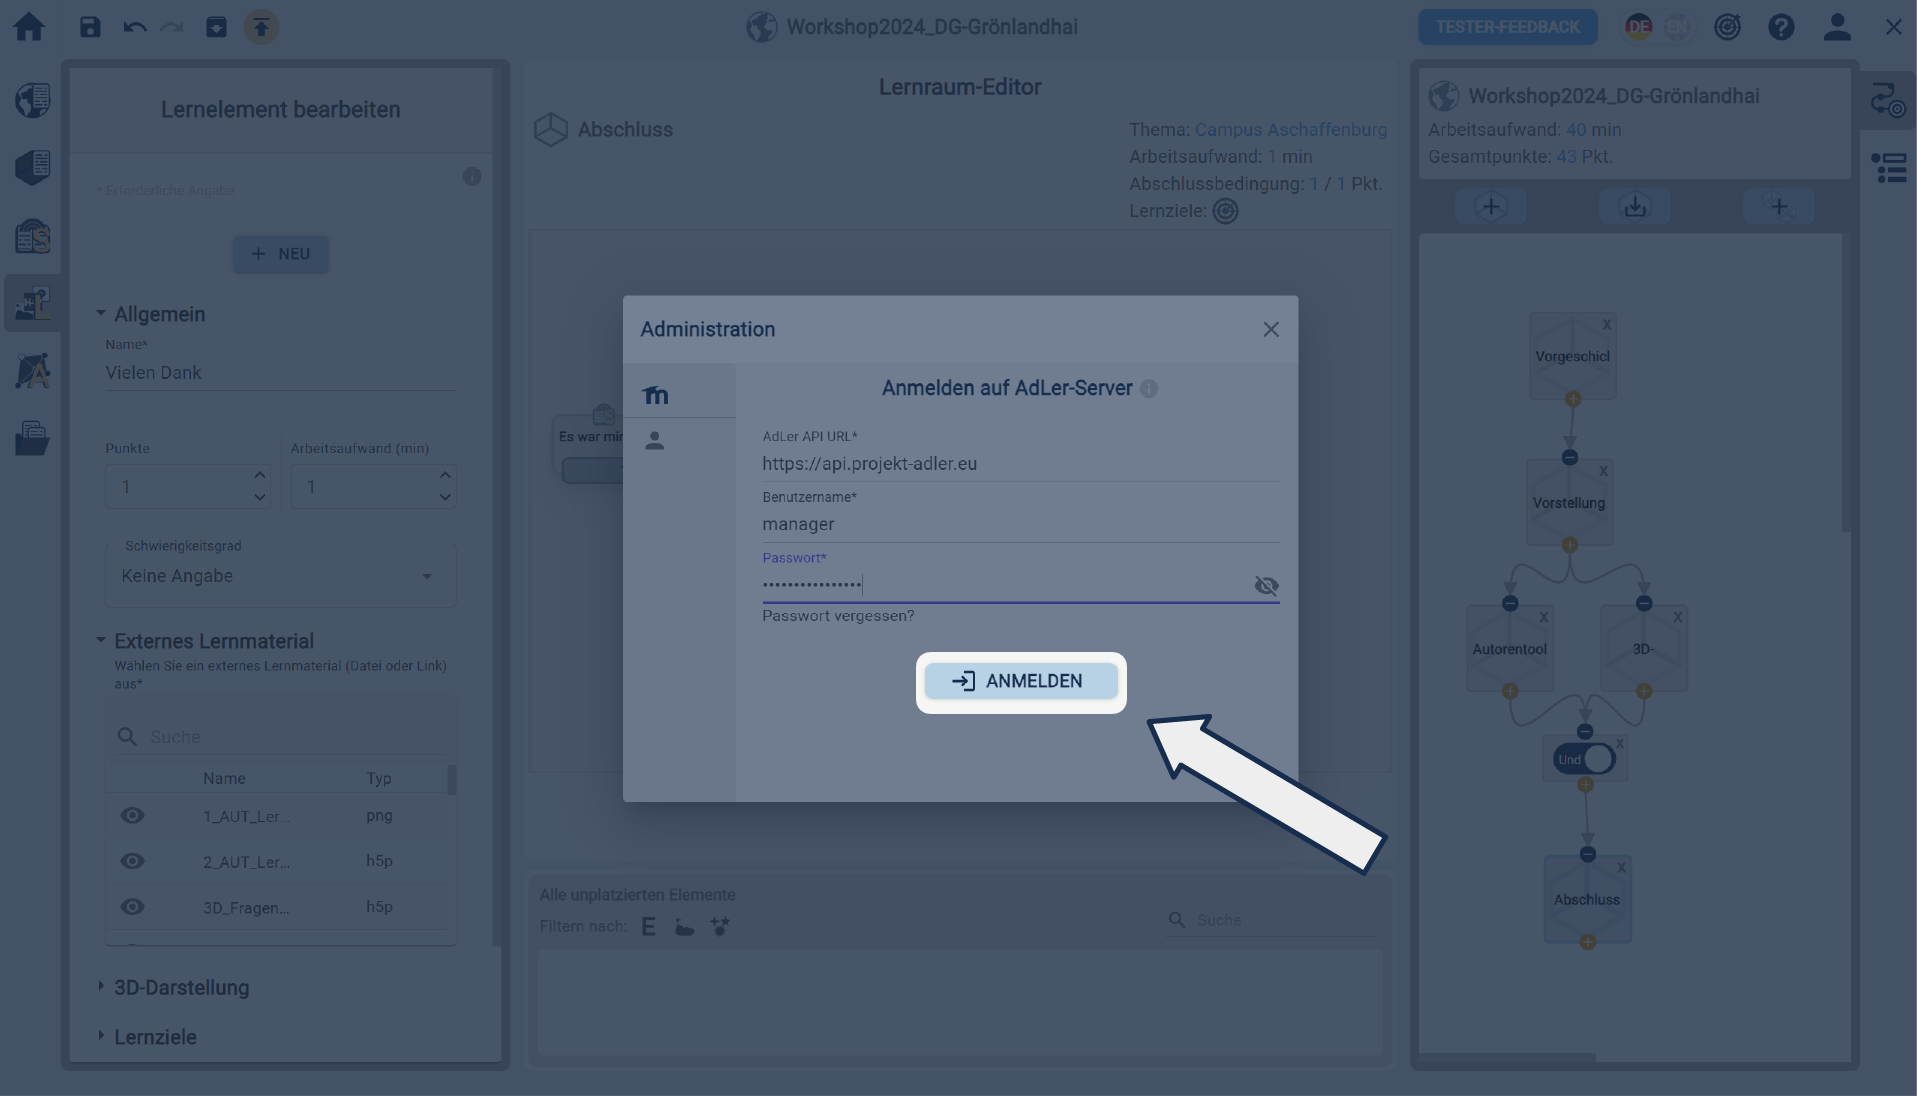 Workshop2024_DG-Grönlandhai
TESTER-FEEDBACK
DE
EN
Lernelement bearbeiten
* Erforderliche Angabe
NEU
Allgemein
Name*
Vielen Dank
Punkte
Arbeitsaufwand (min)
1
1
Schwierigkeitsgrad
Keine Angabe
Externes Lernmaterial
Wählen Sie ein externes Lernmaterial (Datei oder Link)
aus*
Suche
Name Typ
1_AUT_Ler... png
2_AUT_Ler... h5p
3D_Fragen... h5p
3D-Darstellung
Lernziele
Lernraum-Editor
Abschluss
Thema: Campus Aschaffenburg
Arbeitsaufwand: 1 min
Abschlussbedingung: 1 / 1 Pkt.
Lernziele:
Es war
Administration
Anmelden auf AdLer-Server
AdLer API URL*
https://api.projekt-adler.eu
Benutzername*
manager
Passwort*
••••••••••••••••
Passwort vergessen?
ANMELDEN
Alle unplatzierten Elemente
Filtern nach: E
Suche
Workshop2024_DG-Grönlandhai
Arbeitsaufwand: 40 min
Gesamtpunkte: 43 Pkt.
X
Vorgeschicl
X
Vorstellung
X
Autorentool
X
3D-
X
Und
X
Abschluss